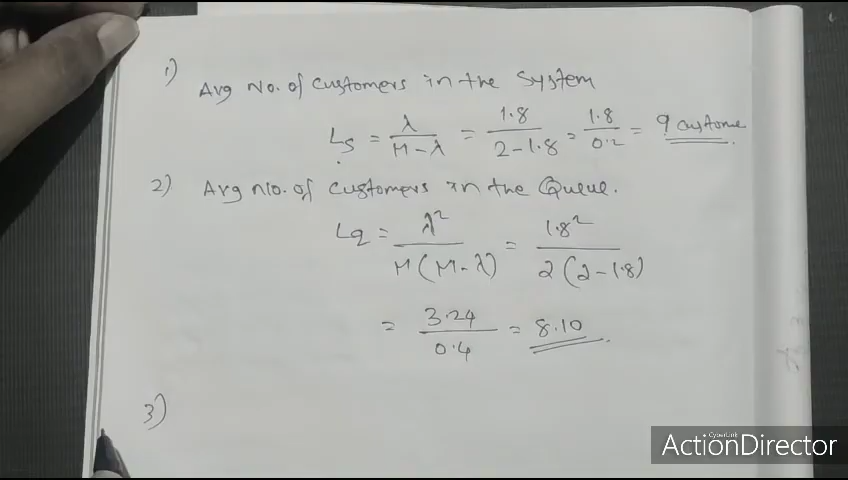 1) Avg No. of customers in the System
Ls = λ / M - λ = 1.8 / 2 - 1.8 = 1.8 / 0.2 = 9 custome
2) Avg no. of customers in the Queue.
Lq = λ² / M (M - λ) = 1.8² / 2 (2 - 1.8)
= 3.24 / 0.4 = 8.10
3)
CyberLink
ActionDirector